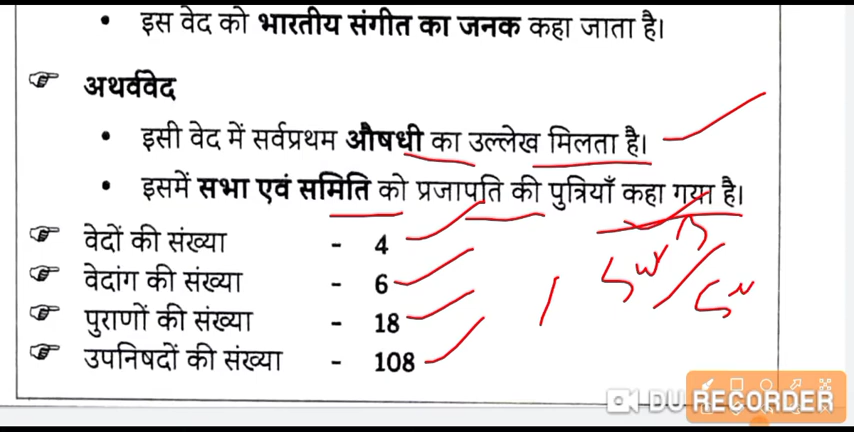 • इस वेद को भारतीय संगीत का जनक कहा जाता है।
☞ अथर्ववेद
• इसी वेद में सर्वप्रथम औषधी का उल्लेख मिलता है।
• इसमें सभा एवं समिति को प्रजापति की पुत्रियाँ कहा गया है।
☞ वेदों की संख्या - 4
☞ वेदांग की संख्या - 6
☞ पुराणों की संख्या - 18
☞ उपनिषदों की संख्या - 108
DU RECORDER